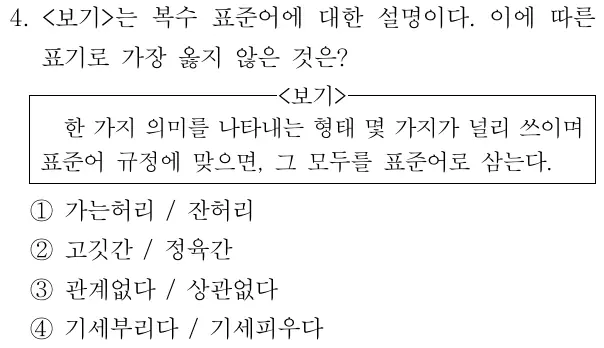 4. <보기>는 복수 표준어에 대한 설명이다. 이에 따른
표기로 가장 옳지 않은 것은?
<보기>
한 가지 의미를 나타내는 형태 몇 가지가 널리 쓰이며
표준어 규정에 맞으면, 그 모두를 표준어로 삼는다.
① 가는허리 / 잔허리
② 고깃간 / 정육간
③ 관계없다 / 상관없다
④ 기세부리다 / 기세피우다